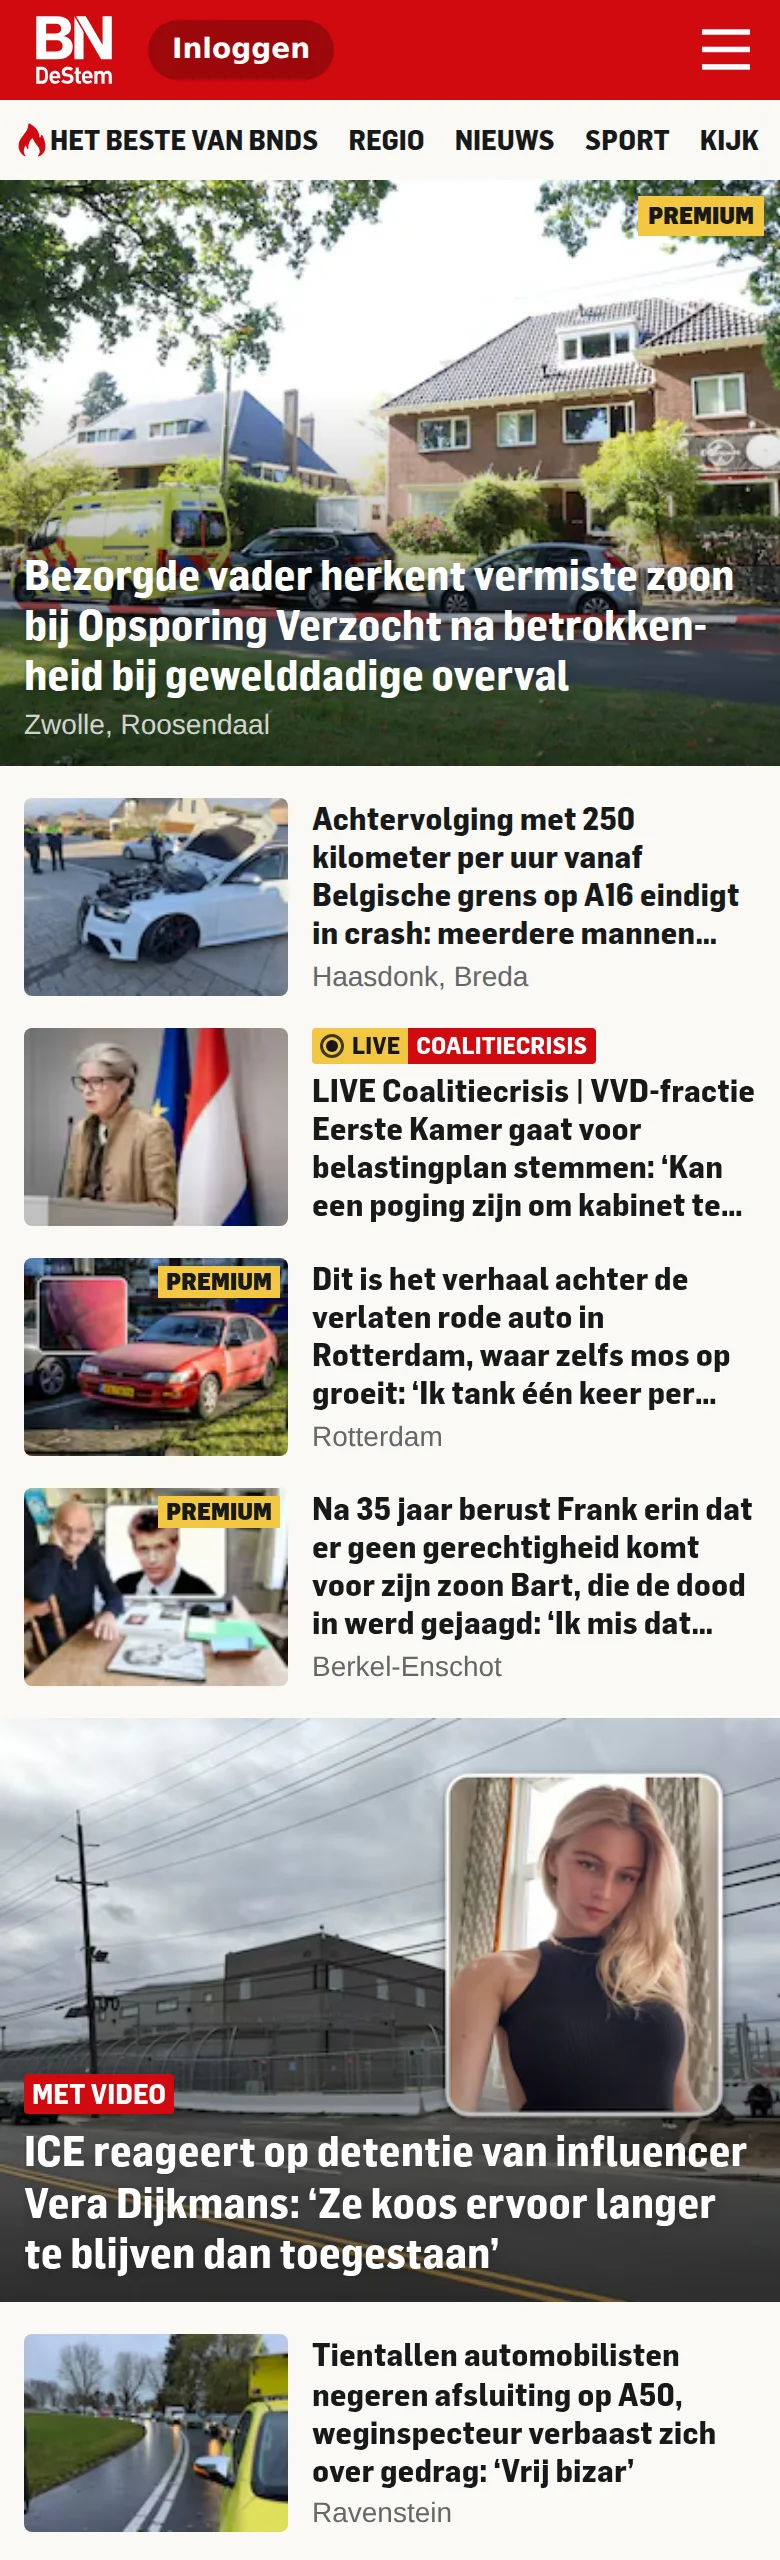 BN
DeStem
Inloggen
HET BESTE VAN BNDS REGIO NIEUWS SPORT KIJK
PREMIUM
Bezorgde vader herkent vermiste zoon
bij Opsporing Verzocht na betrokken-
heid bij gewelddadige overval
Zwolle, Roosendaal
Achtervolging met 250
kilometer per uur vanaf
Belgische grens op A16 eindigt
in crash: meerdere mannen...
Haasdonk, Breda
LIVE COALITIECRISIS
LIVE Coalitiecrisis | VVD-fractie
Eerste Kamer gaat voor
belastingplan stemmen: ‘Kan
een poging zijn om kabinet te...
PREMIUM
Dit is het verhaal achter de
verlaten rode auto in
Rotterdam, waar zelfs mos op
groeit: ‘Ik tank één keer per...
Rotterdam
PREMIUM
Na 35 jaar berust Frank erin dat
er geen gerechtigheid komt
voor zijn zoon Bart, die de dood
in werd gejaagd: ‘Ik mis dat...
Berkel-Enschot
MET VIDEO
ICE reageert op detentie van influencer
Vera Dijkmans: ‘Ze koos ervoor langer
te blijven dan toegestaan’
Tientallen automobilisten
negeren afsluiting op A50,
weginspecteur verbaast zich
over gedrag: ‘Vrij bizar’
Ravenstein